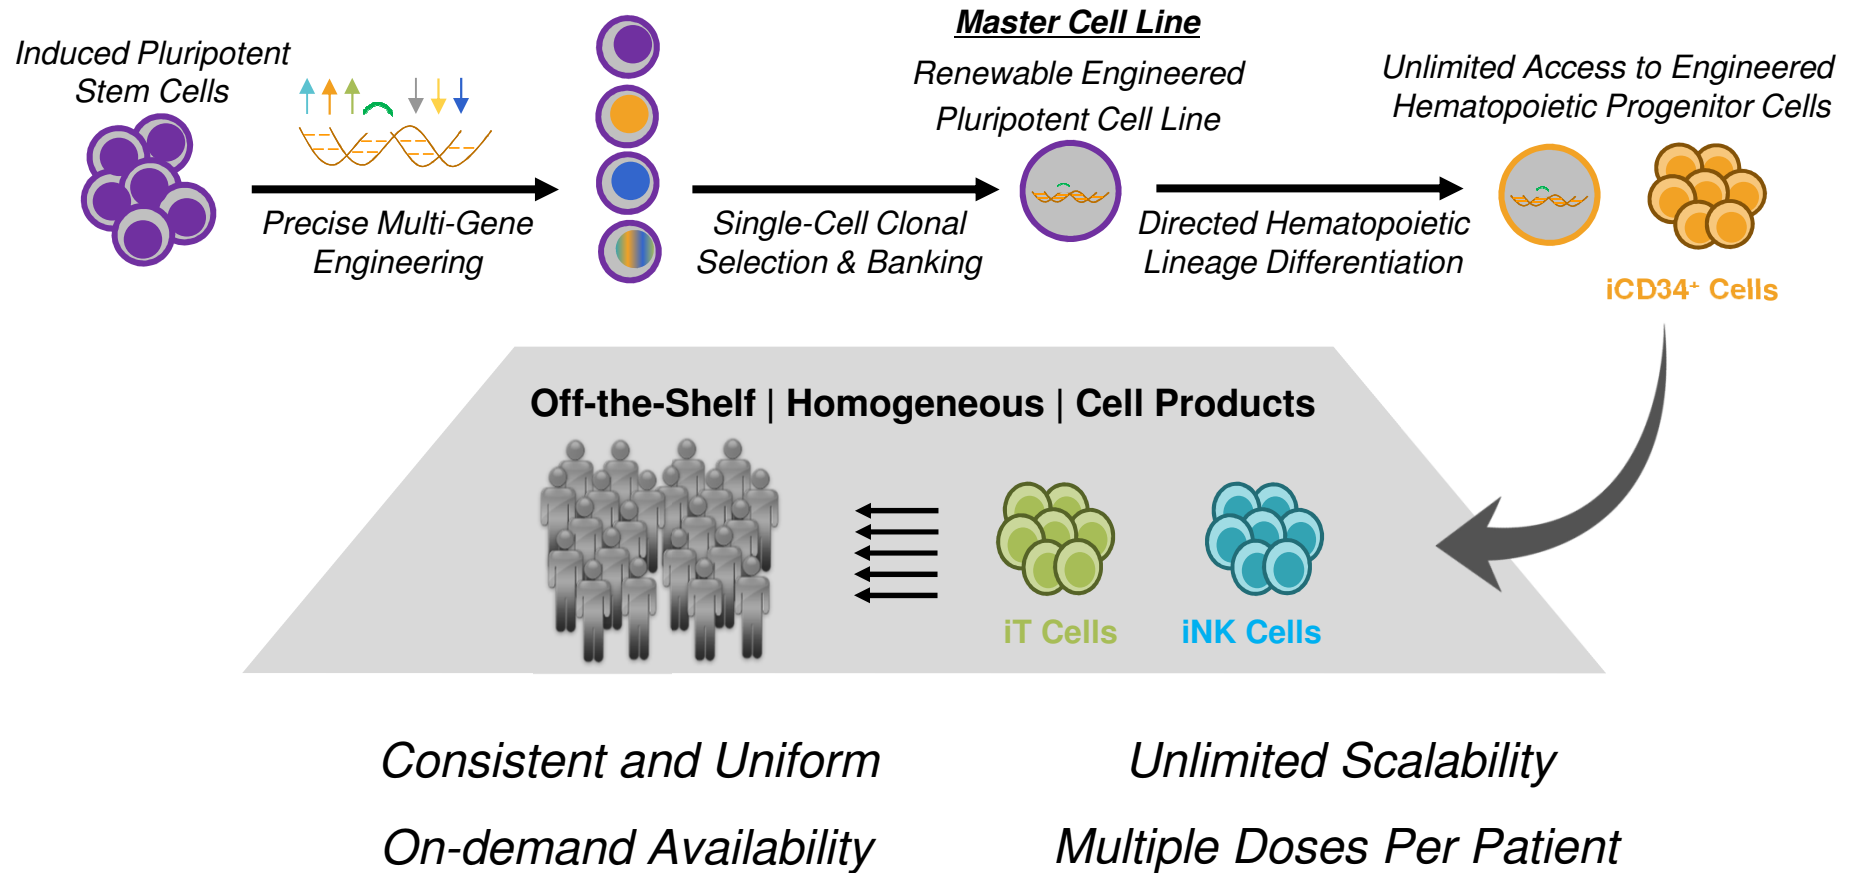 Induced Pluripotent
Stem Cells
Precise Multi-Gene
Engineering
Single-Cell Clonal
Selection & Banking
Master Cell Line
Renewable Engineered
Pluripotent Cell Line
Directed Hematopoietic
Lineage Differentiation
Unlimited Access to Engineered
Hematopoietic Progenitor Cells
iCD34⁺ Cells
Off-the-Shelf | Homogeneous | Cell Products
iT Cells
iNK Cells
Consistent and Uniform
On-demand Availability
Unlimited Scalability
Multiple Doses Per Patient